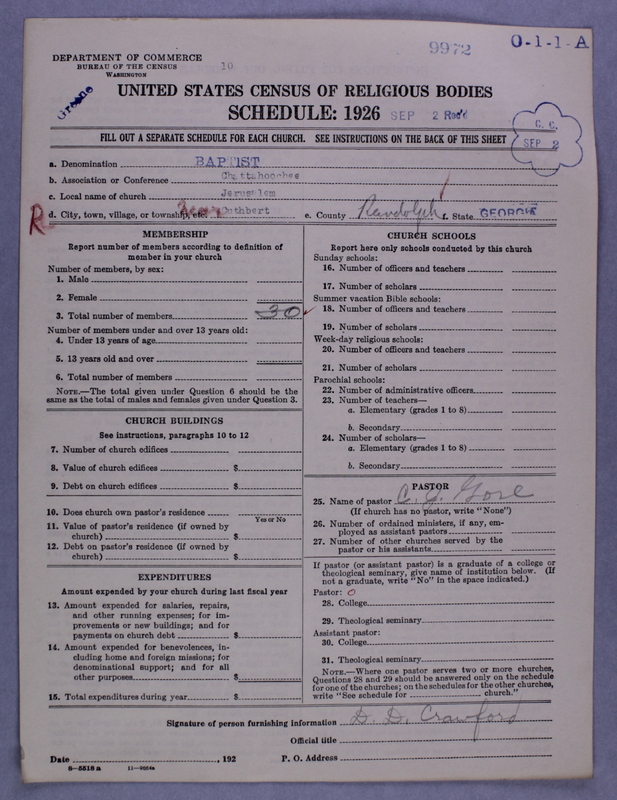 9972
O-1-1-A
DEPARTMENT OF COMMERCE
BUREAU OF THE CENSUS
WASHINGTON
10
Greene
UNITED STATES CENSUS OF RELIGIOUS BODIES
SCHEDULE: 1926 SEP 2 Rec'd
G. C.
SEP 2
FILL OUT A SEPARATE SCHEDULE FOR EACH CHURCH. SEE INSTRUCTIONS ON THE BACK OF THIS SHEET
a. Denomination BAPTIST
b. Association or Conference Chattahoochee
c. Local name of church Jerusalem
R d. City, town, village, or township, etc. Near Cuthbert e. County Randolph f. State GEORGIA
MEMBERSHIP
Report number of members according to definition of
member in your church
Number of members, by sex:
1. Male
2. Female
3. Total number of members 30
Number of members under and over 13 years old:
4. Under 13 years of age
5. 13 years old and over
6. Total number of members
NOTE.—The total given under Question 6 should be the
same as the total of males and females given under Question 3.
CHURCH BUILDINGS
See instructions, paragraphs 10 to 12
7. Number of church edifices
8. Value of church edifices $
9. Debt on church edifices $
10. Does church own pastor's residence
Yes or No
11. Value of pastor's residence (if owned by
church) $
12. Debt on pastor's residence (if owned by
church) $
EXPENDITURES
Amount expended by your church during last fiscal year
13. Amount expended for salaries, repairs,
and other running expenses; for im-
provements or new buildings; and for
payments on church debt $
14. Amount expended for benevolences, in-
cluding home and foreign missions; for
denominational support; and for all
other purposes $
15. Total expenditures during year $
CHURCH SCHOOLS
Report here only schools conducted by this church
Sunday schools:
16. Number of officers and teachers
17. Number of scholars
Summer vacation Bible schools:
18. Number of officers and teachers
19. Number of scholars
Week-day religious schools:
20. Number of officers and teachers
21. Number of scholars
Parochial schools:
22. Number of administrative officers
23. Number of teachers—
a. Elementary (grades 1 to 8)
b. Secondary
24. Number of scholars—
a. Elementary (grades 1 to 8)
b. Secondary
PASTOR
25. Name of pastor C. J. Gore
(If church has no pastor, write "None")
26. Number of ordained ministers, if any, em-
ployed as assistant pastors
27. Number of other churches served by the
pastor or his assistants
If pastor (or assistant pastor) is a graduate of a college or
theological seminary, give name of institution below. (If
not a graduate, write "No" in the space indicated.)
Pastor: 0
28. College
29. Theological seminary
Assistant pastor:
30. College
31. Theological seminary
NOTE.—Where one pastor serves two or more churches,
Questions 28 and 29 should be answered only on the schedule
for one of the churches; on the schedules for the other churches,
write "See schedule for church."
Signature of person furnishing information D. D. Crawford
Official title
Date , 192 P. O. Address
8—5518a 11—9664a